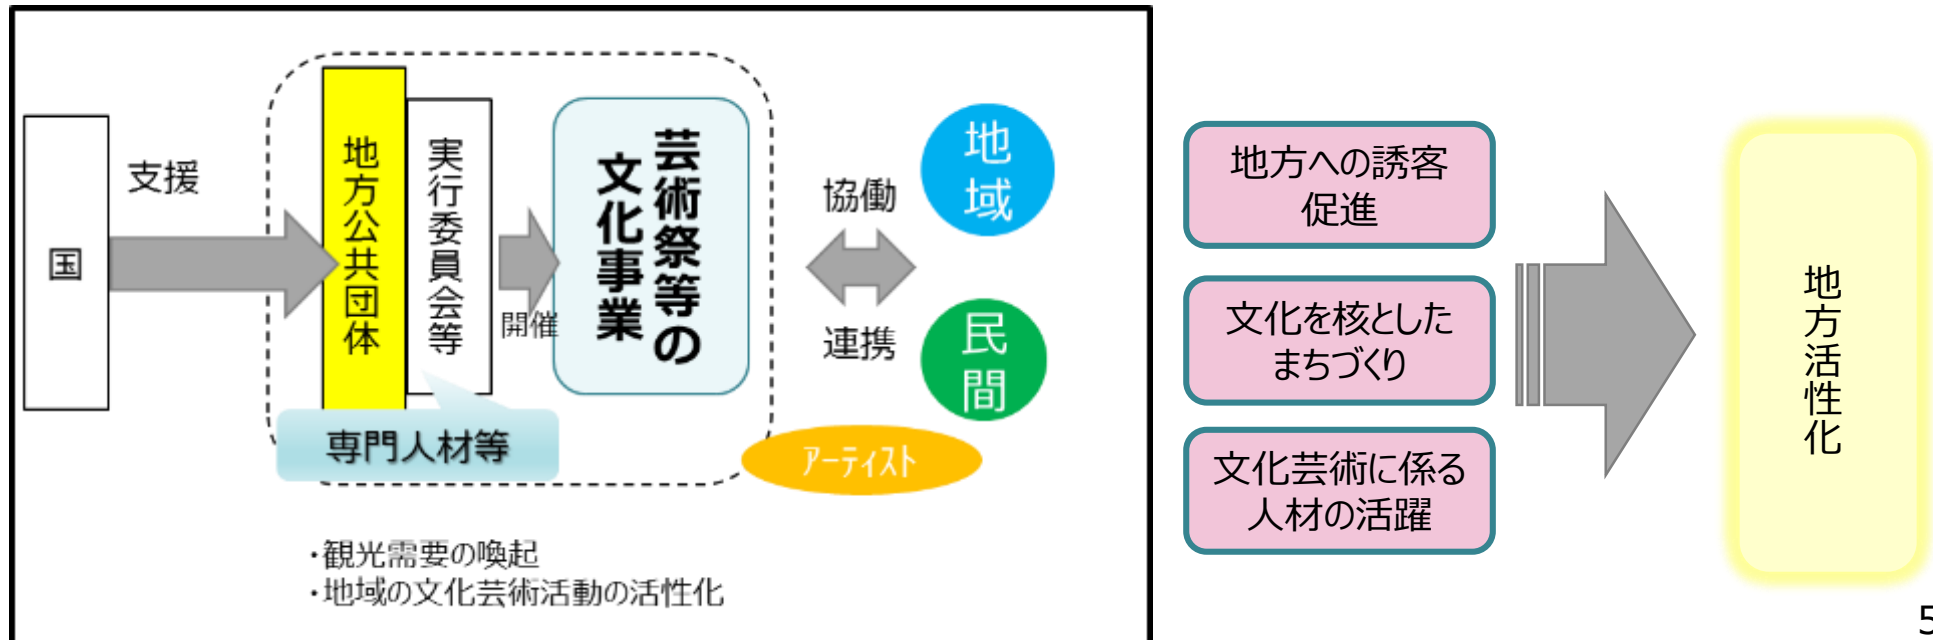 国
支援
地方公共団体
実行委員会等
専門人材等
開催
芸術祭等の
文化事業
協働
連携
地域
民間
アーティスト
・観光需要の喚起
・地域の文化芸術活動の活性化
地方への誘客
促進
文化を核とした
まちづくり
文化芸術に係る
人材の活躍
地方活性化
5